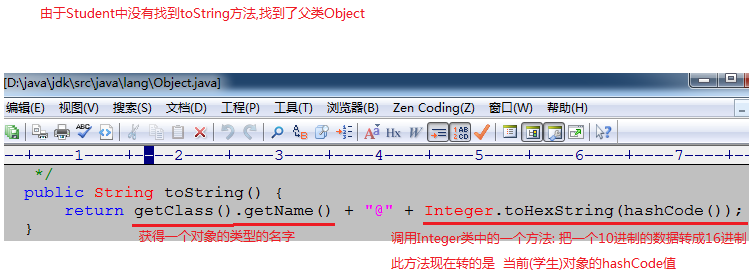 由于Student中没有找到toString方法,找到了父类Object
[D:\java\jdk\src\java\lang\Object.java]
编辑(E) 视图(V) 搜索(S) 文档(D) 工程(P) 工具(T) 浏览器(B) Zen Coding(Z) 窗口(W) 帮助(H)
ABC Hx W 1AB 2CD
--+----1----+----2----+----3----+----4----+----5----+----6----+----7--
*/
public String toString() {
return getClass().getName() + "@" + Integer.toHexString(hashCode());
}
获得一个对象的类型的名字
调用Integer类中的一个方法: 把一个10进制的数据转成16进制
此方法现在转的是 当前(学生)对象的hashCode值